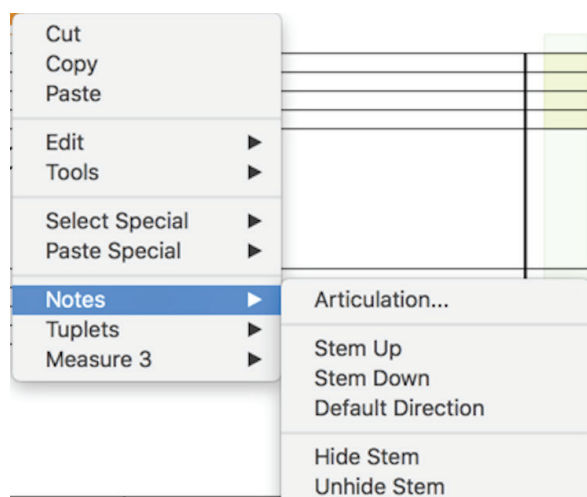 Cut
Copy
Paste
Edit
Tools
Select Special
Paste Special
Notes
Tuplets
Measure 3
Articulation...
Stem Up
Stem Down
Default Direction
Hide Stem
Unhide Stem